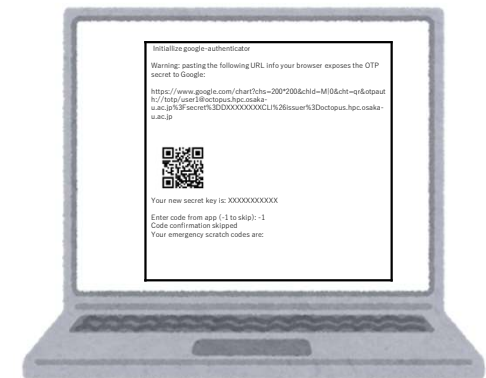 Initiallize google-authenticator
Warning: pasting the following URL info your browser exposes the OTP
secret to Google:
https://www.google.com/chart?chs=200*200&chld=M|0&cht=qr&otpaut
h://totp/user1@octopus.hpc.osaka-
u.ac.jp%3Fsecret%3DDXXXXXXXXCLI%26issuer%3Doctopus.hpc.osaka-
u.ac.jp
Your new secret key is: XXXXXXXXXXX
Enter code from app (-1 to skip): -1
Code confirmation skipped
Your emergency scratch codes are: